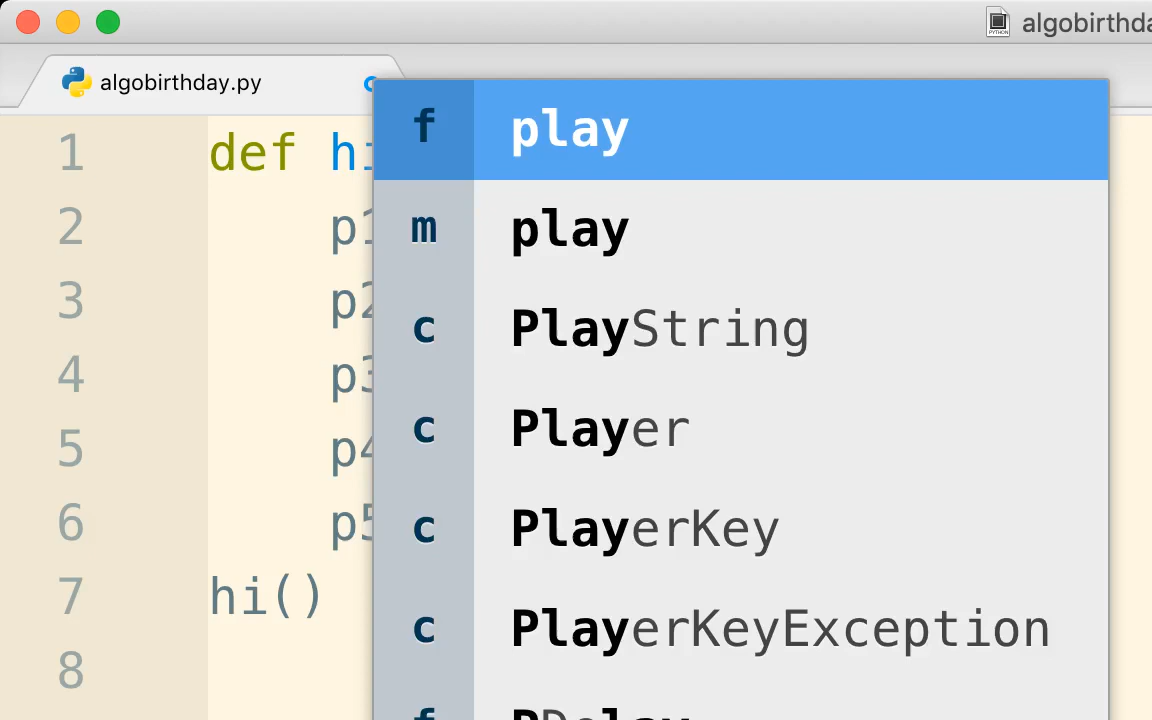 algobirthda
algobirthday.py
1 def hi
2 p1
3 p2
4 p3
5 p4
6 p5
7 hi()
8
f play
m play
c PlayString
c Player
c PlayerKey
c PlayerKeyException